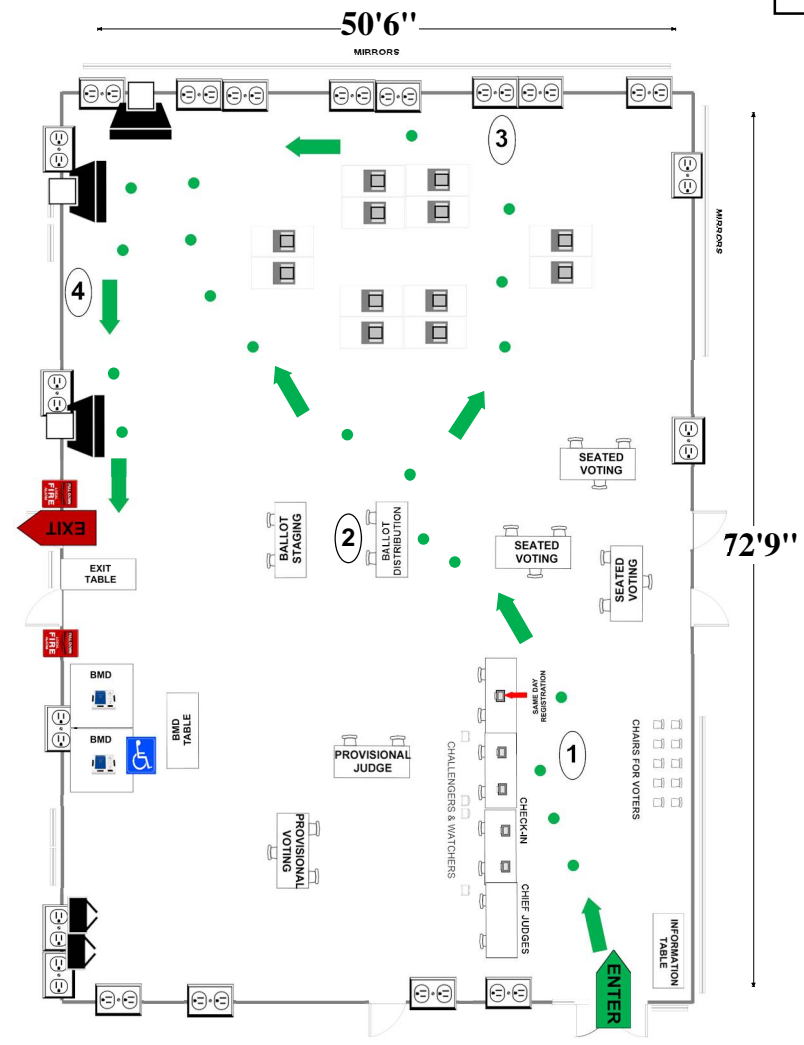 50'6"
MIRRORS
3
MIRRORS
4
SEATED
VOTING
FIRE
EXIT
BALLOT
STAGING
2
BALLOT
DISTRIBUTION
SEATED
VOTING
72'9"
EXIT
TABLE
SEATED
VOTING
FIRE
BMD
SAME DAY
REGISTRATION
BMD
TABLE
CHAIRS FOR VOTERS
BMD
PROVISIONAL
JUDGE
CHALLENGERS & WATCHERS
1
CHECK-IN
PROVISIONAL
VOTING
CHIEF JUDGES
INFORMATION
TABLE
ENTER